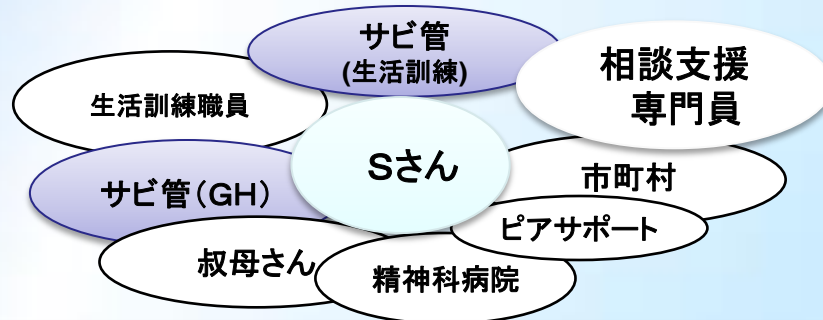 サビ管
(生活訓練)
相談支援
専門員
生活訓練職員
Sさん
市町村
サビ管(GH)
ピアサポート
叔母さん
精神科病院